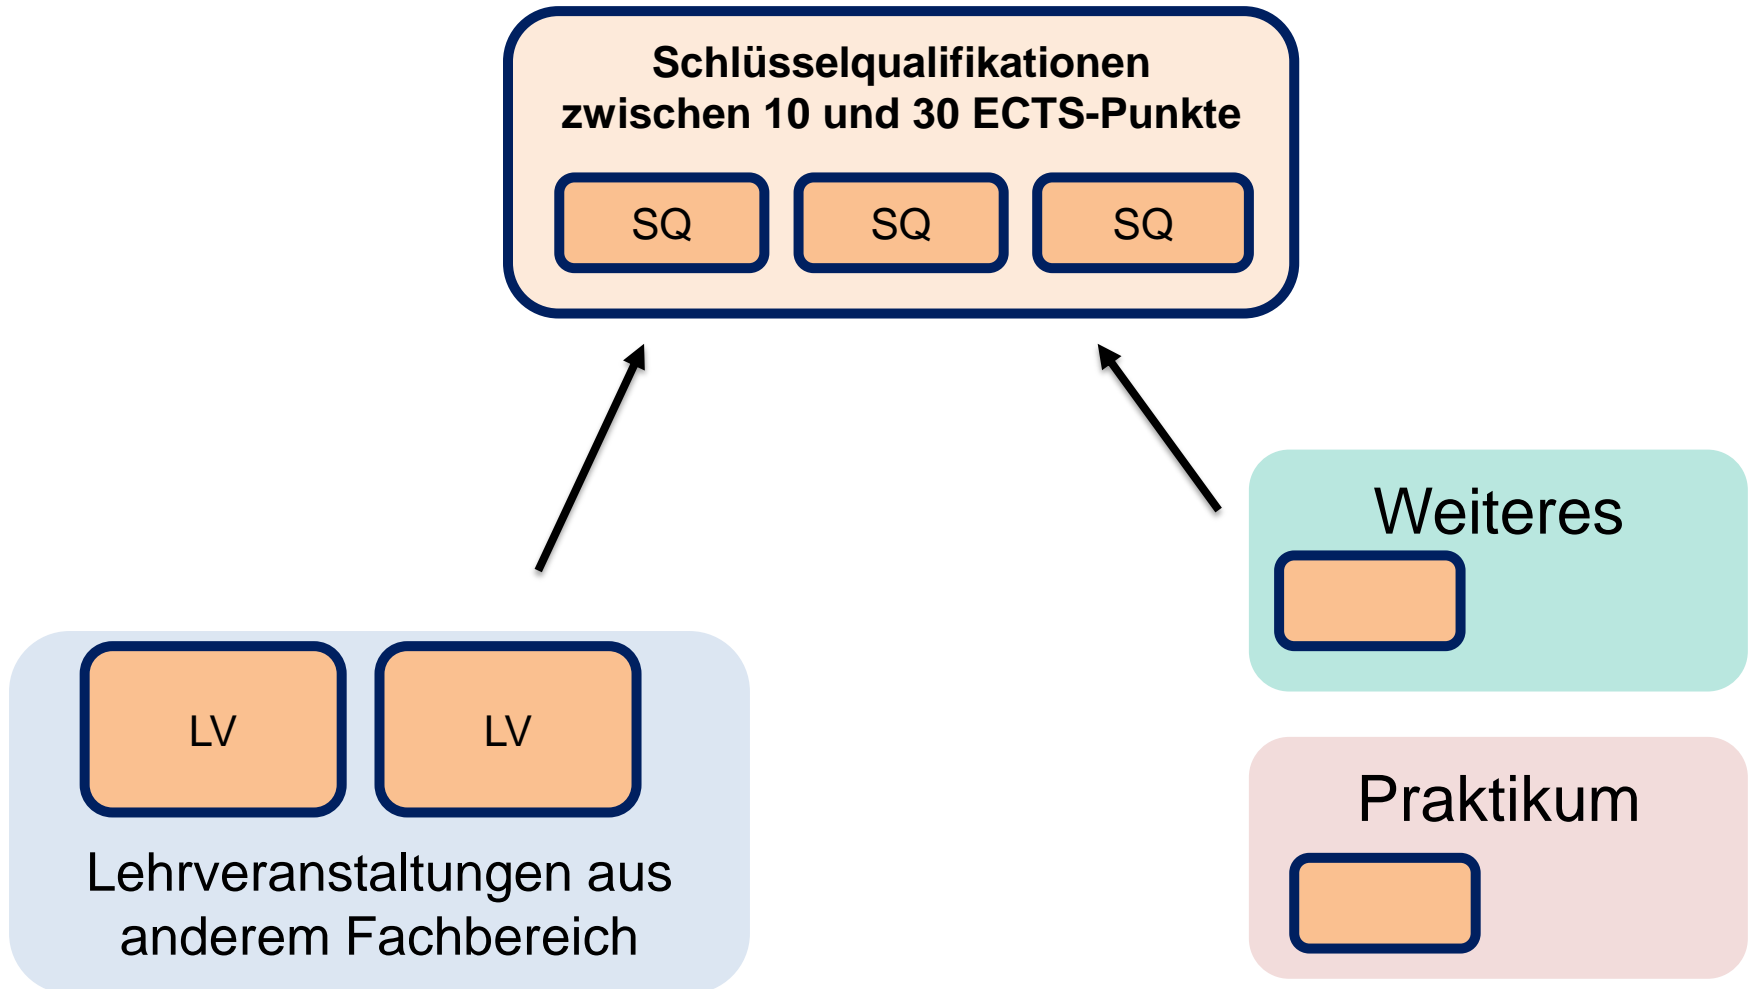 Schlüsselqualifikationen
zwischen 10 und 30 ECTS-Punkte
SQ
SQ
SQ
Weiteres
LV
LV
Praktikum
Lehrveranstaltungen aus
anderem Fachbereich